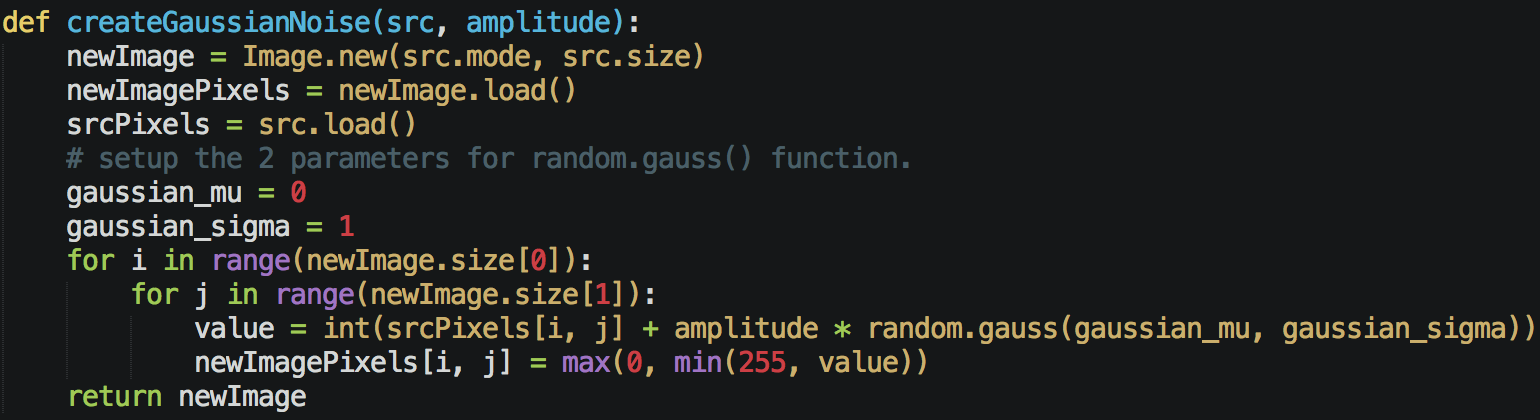 def createGaussianNoise(src, amplitude):
    newImage = Image.new(src.mode, src.size)
    newImagePixels = newImage.load()
    srcPixels = src.load()
    # setup the 2 parameters for random.gauss() function.
    gaussian_mu = 0
    gaussian_sigma = 1
    for i in range(newImage.size[0]):
        for j in range(newImage.size[1]):
            value = int(srcPixels[i, j] + amplitude * random.gauss(gaussian_mu, gaussian_sigma))
            newImagePixels[i, j] = max(0, min(255, value))
    return newImage